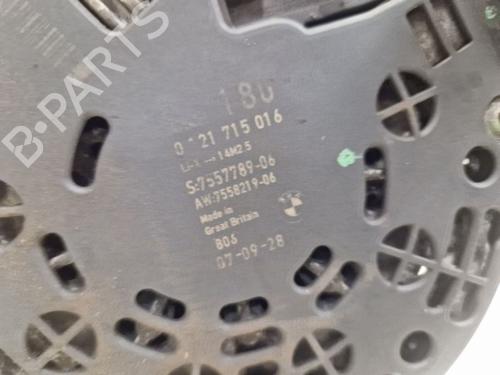 B-PARTS
180
0 121 715 016
14M2.5
S:7557789-06
AW:7558219-06
Made in
Great Britain
806
07-09-28